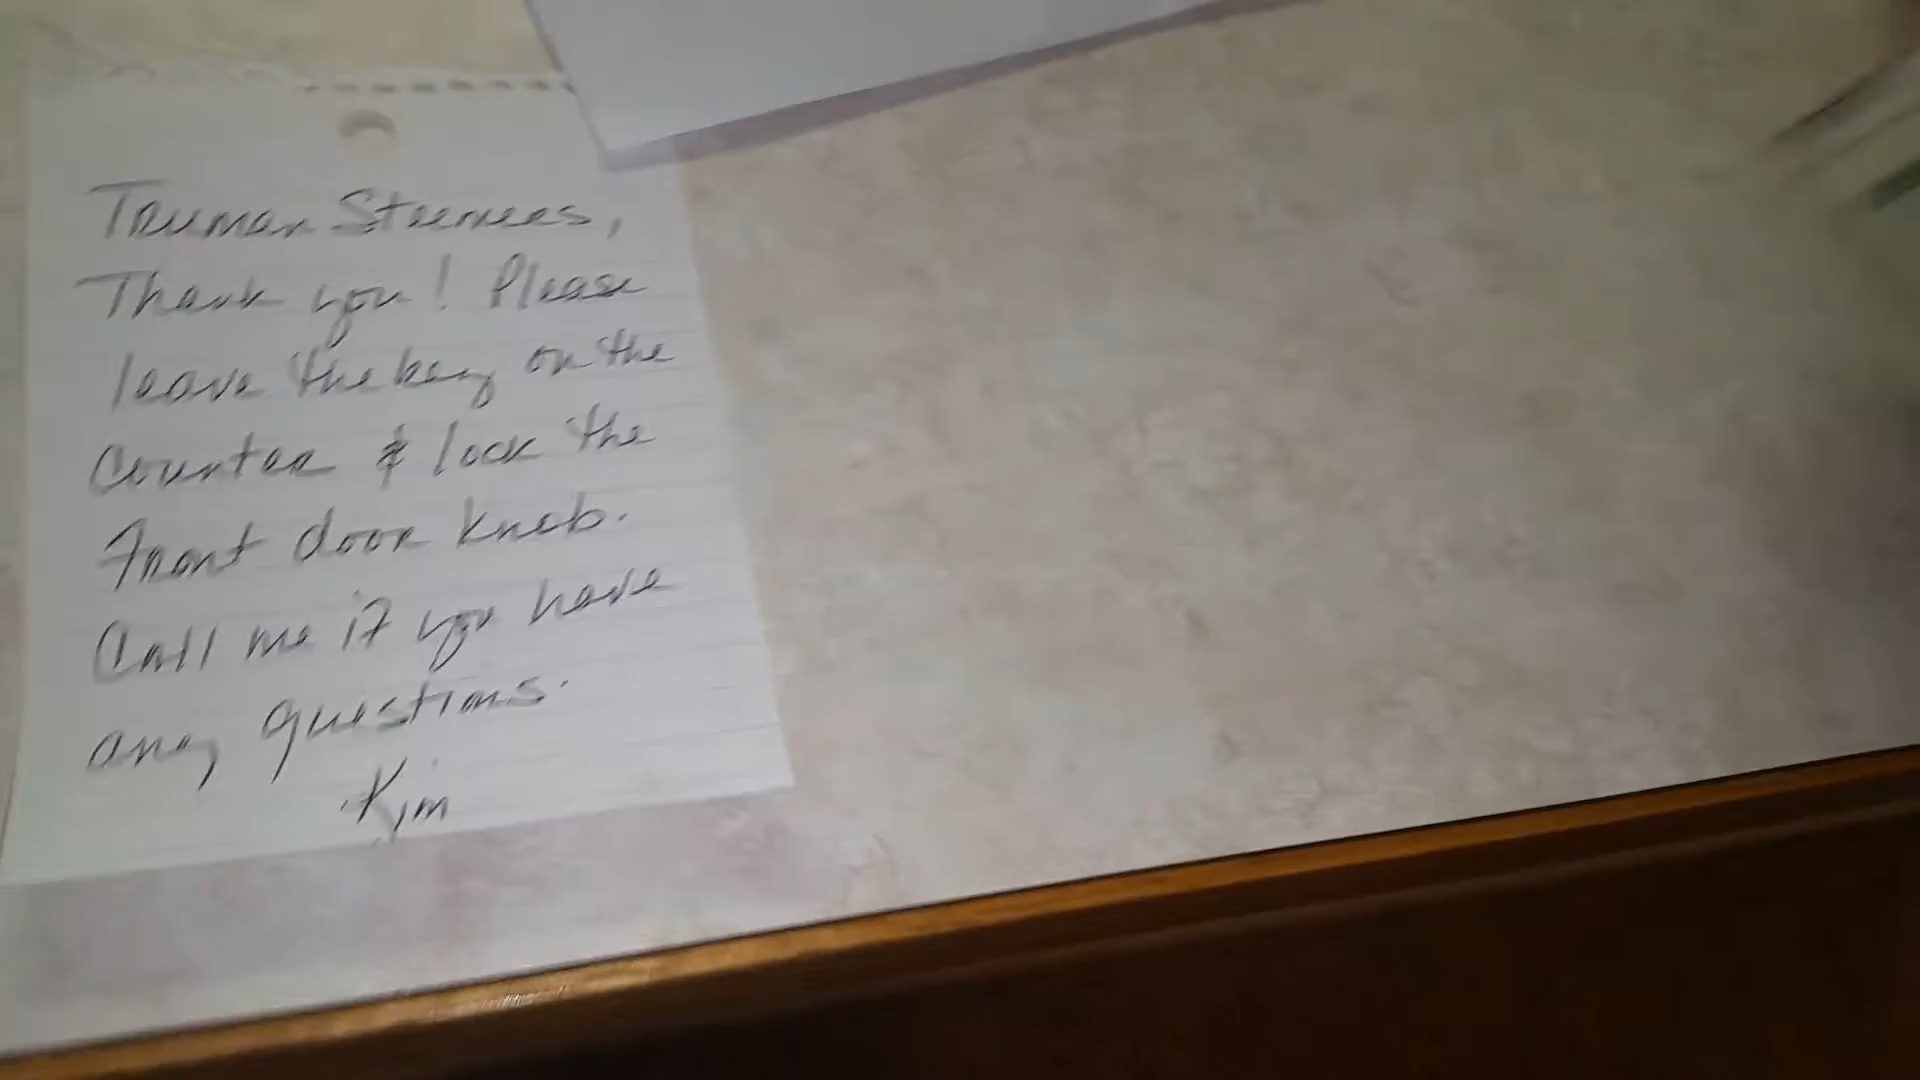 Truman Steemers,
Thank you! Please
leave the key on the
Counter & lock the
front door knob.
Call me if you have
any questions.
Kim